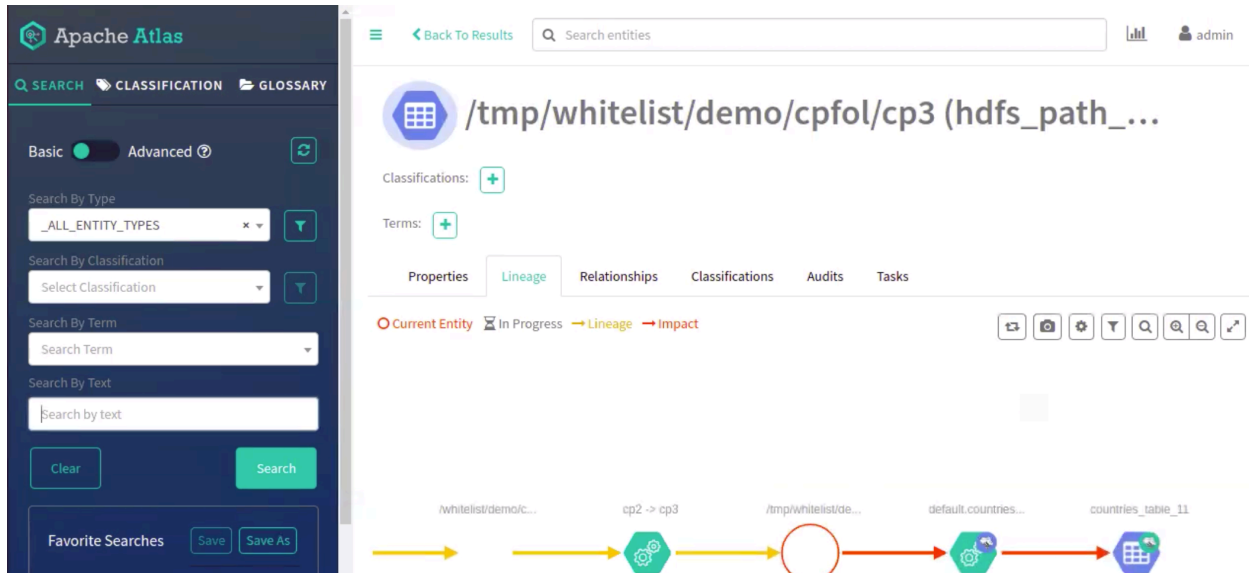 Apache Atlas
SEARCH CLASSIFICATION GLOSSARY
Basic Advanced
Search By Type
_ALL_ENTITY_TYPES
Search By Classification
Select Classification
Search By Term
Search Term
Search By Text
Search by text
Clear Search
Favorite Searches Save Save As
Back To Results Search entities admin
/tmp/whitelist/demo/cpfol/cp3 (hdfs_path_...
Classifications:
Terms:
Properties Lineage Relationships Classifications Audits Tasks
Current Entity In Progress Lineage Impact
/whitelist/demo/c... cp2 -> cp3 /tmp/whitelist/de... default.countries... countries_table_11